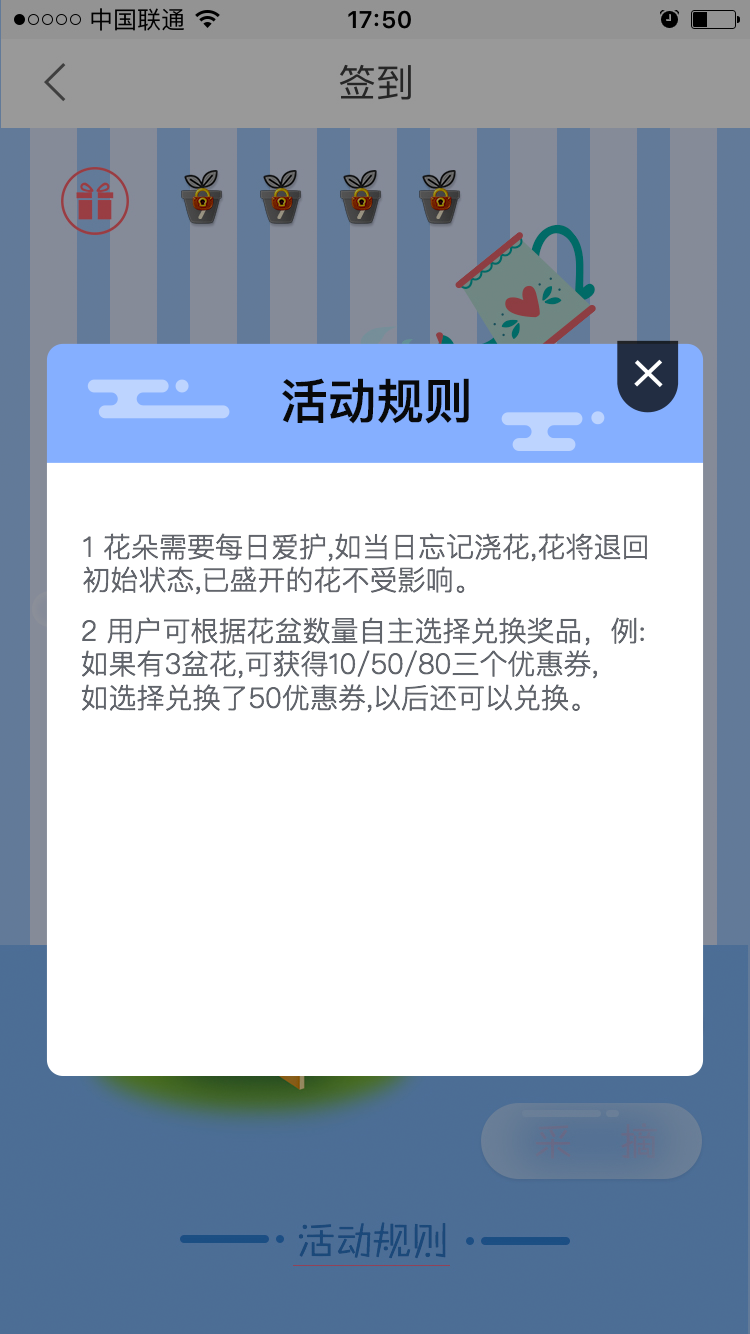 中国联通
17:50
签到
活动规则
1 花朵需要每日爱护,如当日忘记浇花,花将退回
初始状态,已盛开的花不受影响。
2 用户可根据花盆数量自主选择兑换奖品，例:
如果有3盆花,可获得10/50/80三个优惠券,
如选择兑换了50优惠券,以后还可以兑换。
活动规则